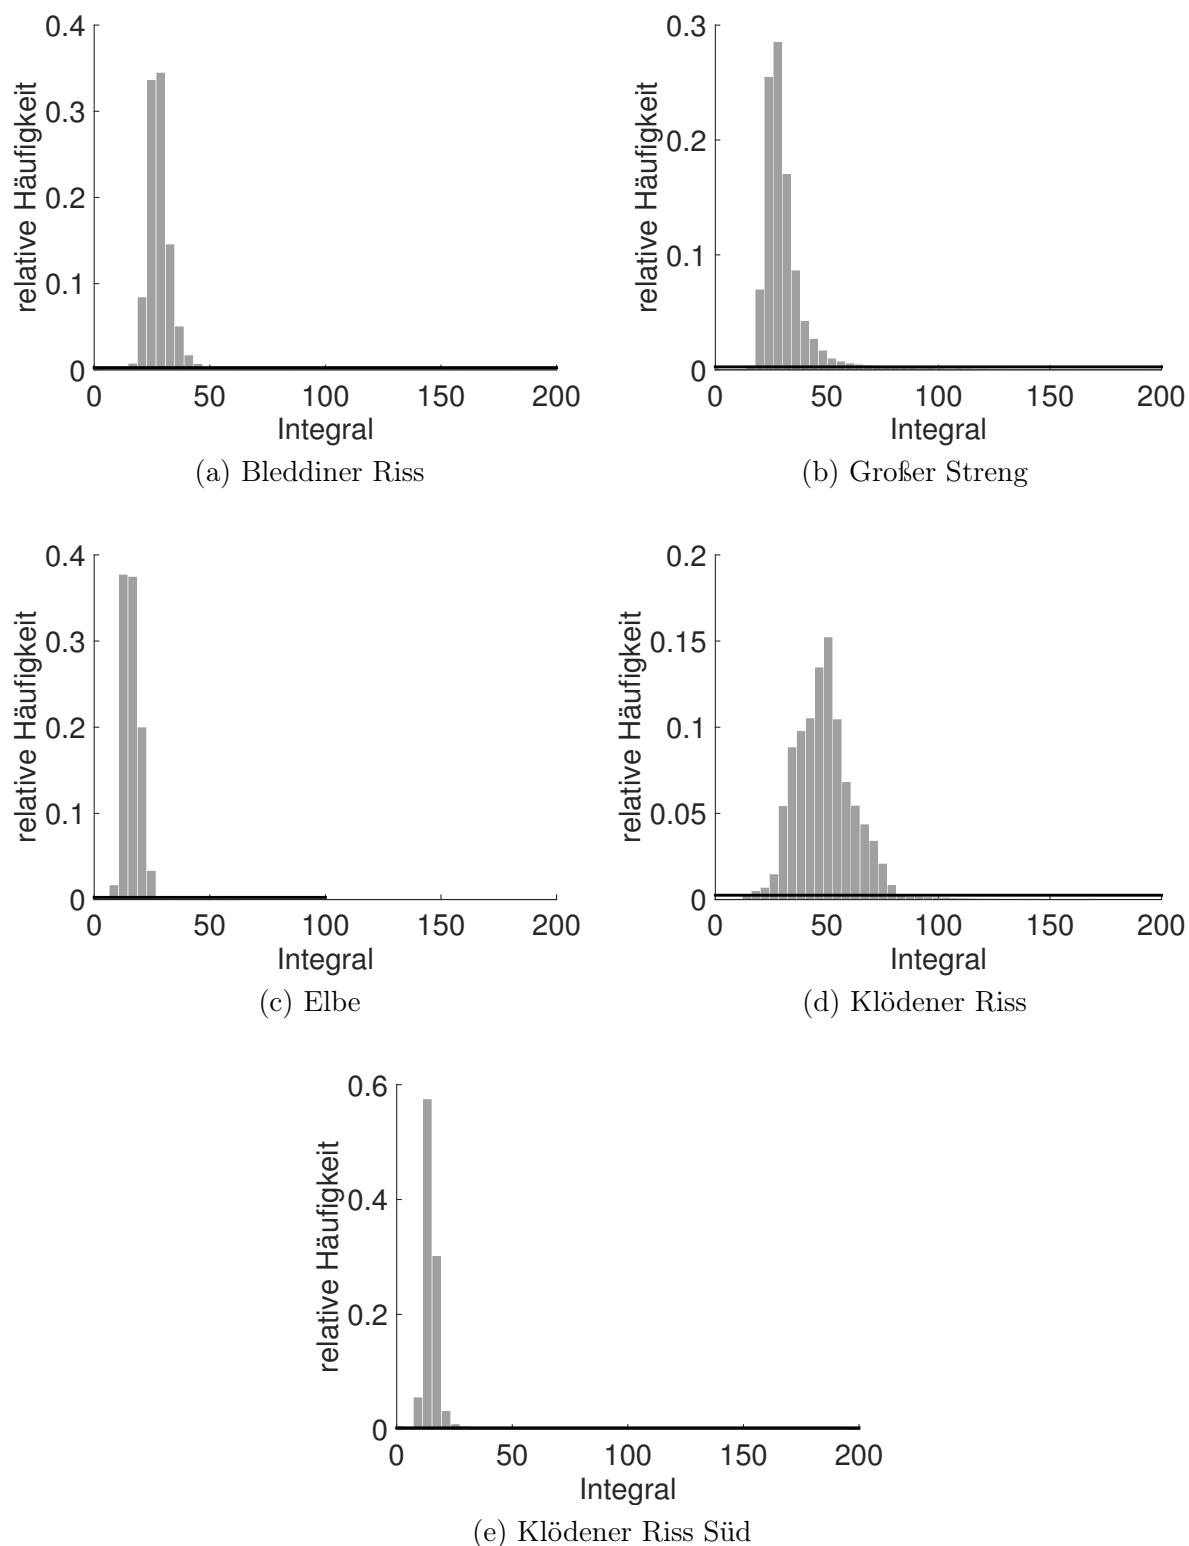 0.4
0.3
0.2
0.1
0
relative Häufigkeit
0 50 100 150 200
Integral
(a) Bleddiner Riss
0.3
0.2
0.1
0
relative Häufigkeit
0 50 100 150 200
Integral
(b) Großer Streng
0.4
0.3
0.2
0.1
0
relative Häufigkeit
0 50 100 150 200
Integral
(c) Elbe
0.2
0.15
0.1
0.05
0
relative Häufigkeit
0 50 100 150 200
Integral
(d) Klödener Riss
0.6
0.4
0.2
0
relative Häufigkeit
0 50 100 150 200
Integral
(e) Klödener Riss Süd